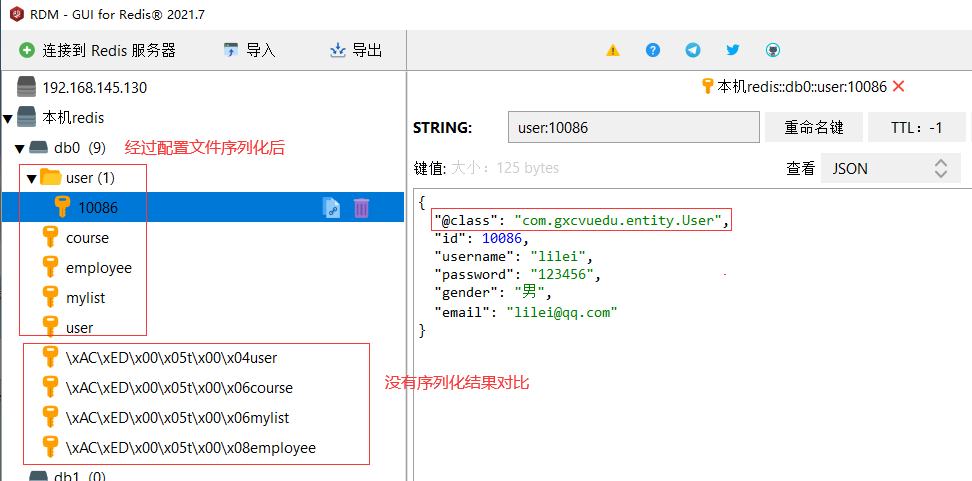 RDM - GUI for Redis® 2021.7
连接到 Redis 服务器 导入 导出
192.168.145.130
本机redis
db0 (9) 经过配置文件序列化后
user (1)
10086
course
employee
mylist
user
\xAC\xED\x00\x05t\x00\x04user
\xAC\xED\x00\x05t\x00\x06course
\xAC\xED\x00\x05t\x00\x06mylist
\xAC\xED\x00\x05t\x00\x08employee
没有序列化结果对比
db1 (0)
本机redis::db0::user:10086
STRING: user:10086 重命名键 TTL: -1
键值: 大小: 125 bytes 查看 JSON
{
"@class": "com.gxcvuedu.entity.User",
"id": 10086,
"username": "lilei",
"password": "123456",
"gender": "男",
"email": "lilei@qq.com"
}